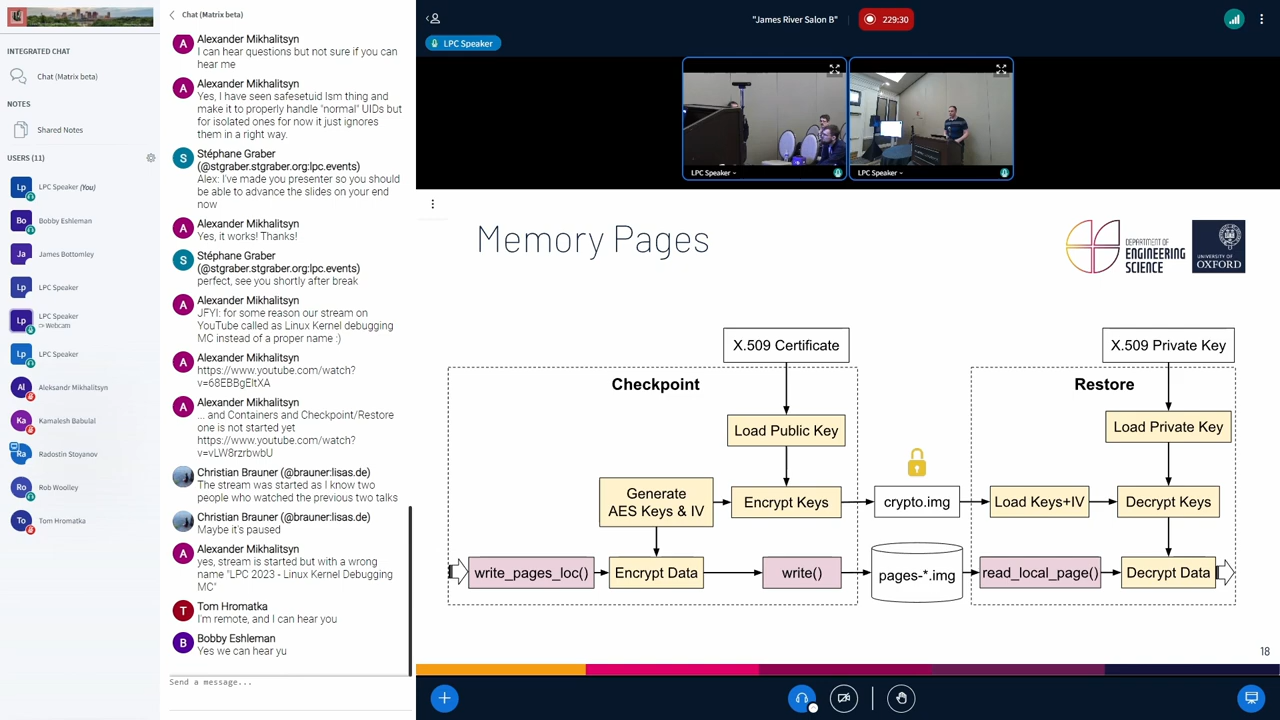 INTEGRATED CHAT
Chat (Matrix beta)
NOTES
Shared Notes
USERS (11)
Lp LPC Speaker (You)
Bo Bobby Eshleman
Ja James Bottomley
Lp LPC Speaker
Lp LPC Speaker
=> Webcam
Lp LPC Speaker
Al Aleksandr Mikhalitsyn
Ka Kamalesh Babulal
Ra Radostin Stoyanov
Ro Rob Woolley
To Tom Hromatka
Chat (Matrix beta)
A Alexander Mikhalitsyn
I can hear questions but not sure if you can
hear me
A Alexander Mikhalitsyn
Yes, I have seen safesetuid lsm thing and
make it to properly handle "normal" UIDs but
for isolated ones for now it just ignores
them in a right way.
S Stéphane Graber
(@stgraber.stgraber.org:lpc.events)
Alex: I've made you presenter so you should
be able to advance the slides on your end
now
A Alexander Mikhalitsyn
Yes, it works! Thanks!
S Stéphane Graber
(@stgraber.stgraber.org:lpc.events)
perfect, see you shortly after break
A Alexander Mikhalitsyn
JFYI: for some reason our stream on
YouTube called as Linux Kernel debugging
MC instead of a proper name :)
A Alexander Mikhalitsyn
https://www.youtube.com/watch?
v=68EBBgEltXA
A Alexander Mikhalitsyn
... and Containers and Checkpoint/Restore
one is not started yet
https://www.youtube.com/watch?
v=vLW8rzrbwbU
Christian Brauner (@brauner:lisas.de)
The stream was started as I know two
people who watched the previous two talks
Christian Brauner (@brauner:lisas.de)
Maybe it's paused
A Alexander Mikhalitsyn
yes, stream is started but with a wrong
name "LPC 2023 - Linux Kernel Debugging
MC"
T Tom Hromatka
I'm remote, and I can hear you
B Bobby Eshleman
Yes we can hear yu
Send a message...
"James River Salon B"
229:30
LPC Speaker
LPC Speaker
LPC Speaker
Memory Pages
DEPARTMENT OF
ENGINEERING
SCIENCE
UNIVERSITY OF
OXFORD
X.509 Certificate
X.509 Private Key
Checkpoint
Restore
Load Public Key
Load Private Key
Generate
AES Keys & IV
Encrypt Keys
crypto.img
Load Keys+IV
Decrypt Keys
write_pages_loc()
Encrypt Data
write()
pages-*.img
read_local_page()
Decrypt Data
18